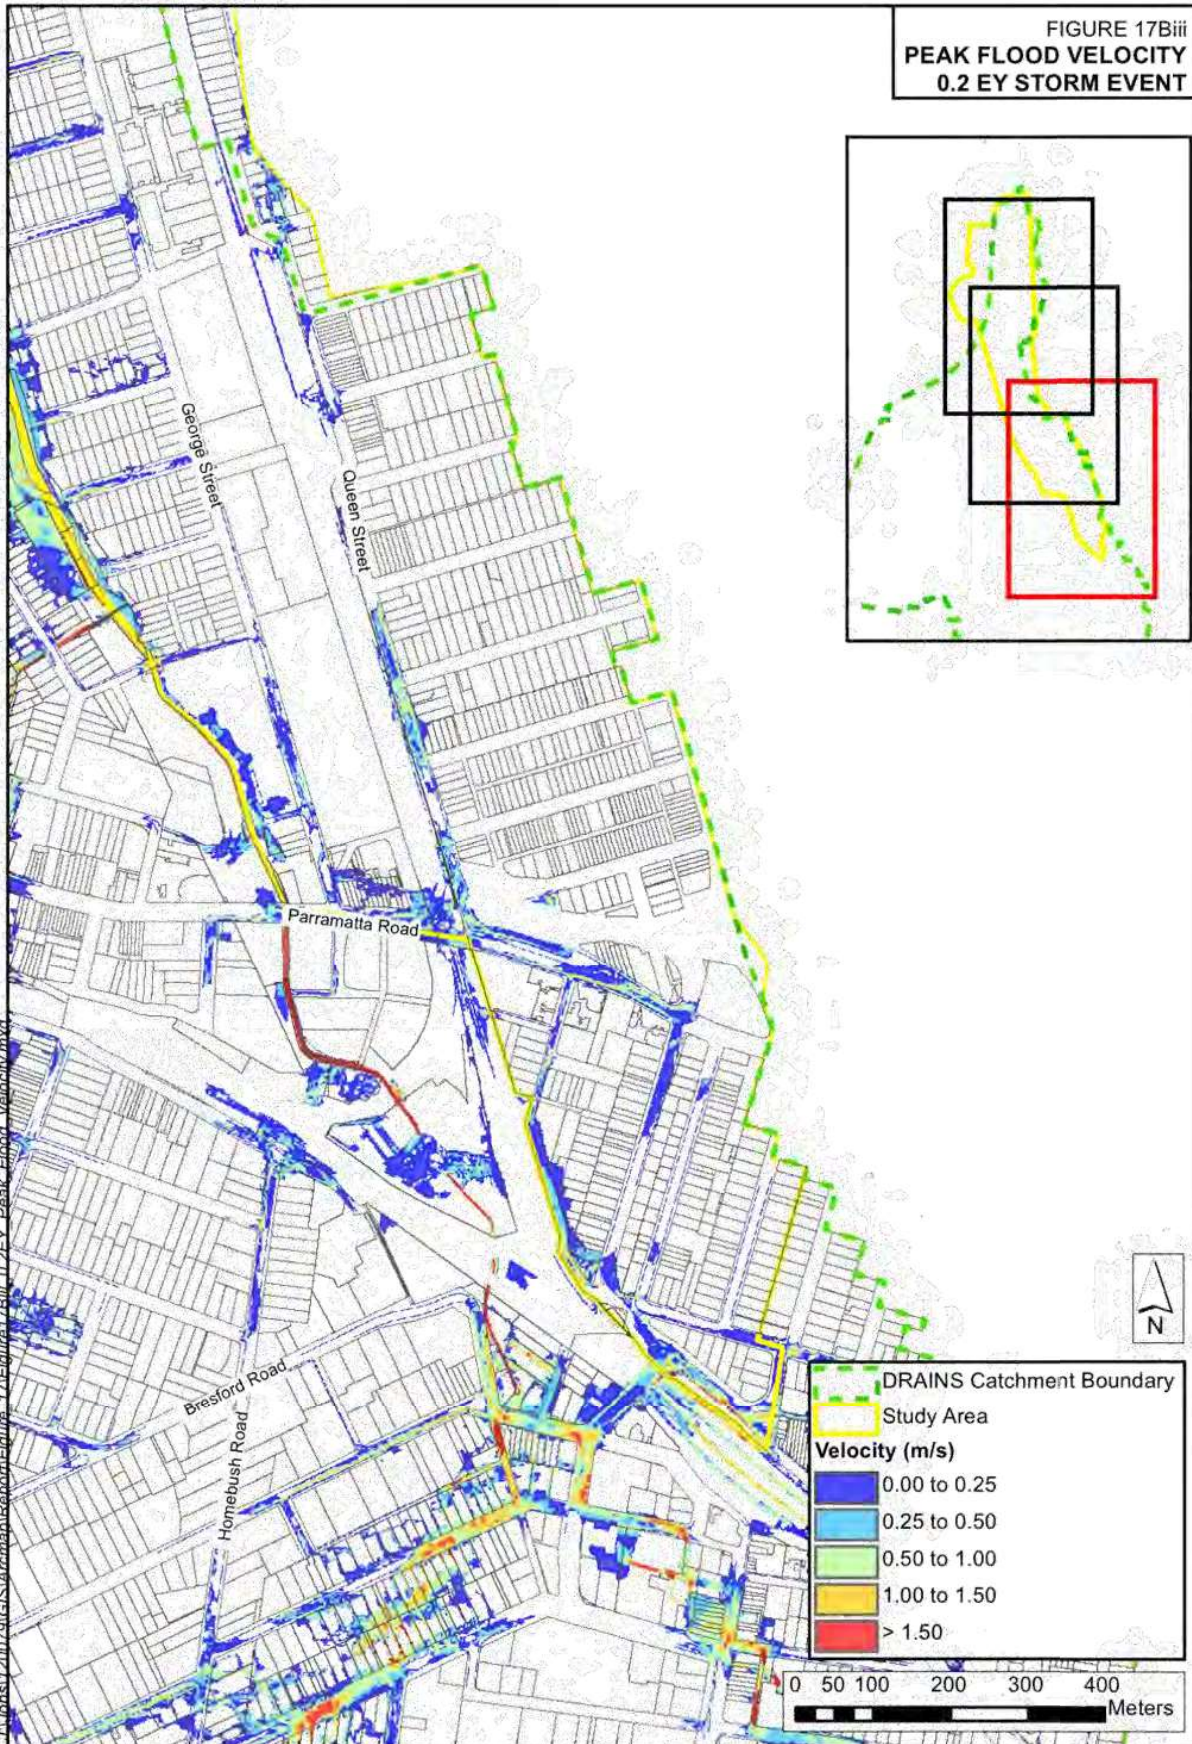 FIGURE 17Biii
PEAK FLOOD VELOCITY
0.2 EY STORM EVENT
George Street
Queen Street
Parramatta Road
Bresford Road
Homebush Road
N
DRAINS Catchment Boundary
Study Area
Velocity (m/s)
0.00 to 0.25
0.25 to 0.50
0.50 to 1.00
1.00 to 1.50
> 1.50
0 50 100 200 300 400
Meters